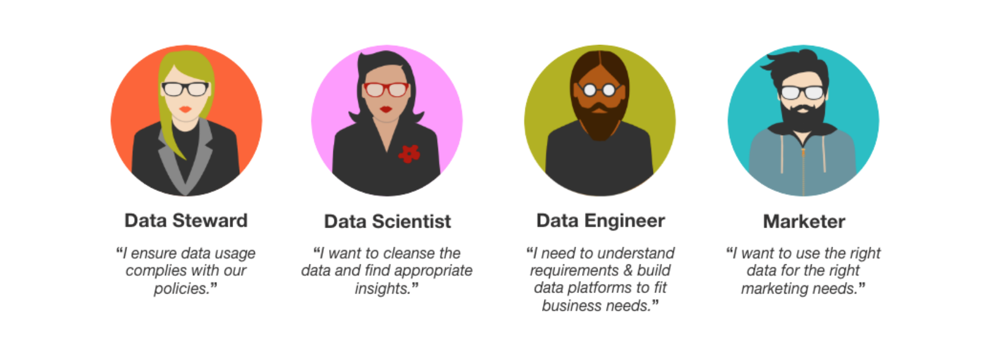 Data Steward
“I ensure data usage
complies with our
policies.”
Data Scientist
“I want to cleanse the
data and find appropriate
insights.”
Data Engineer
“I need to understand
requirements & build
data platforms to fit
business needs.”
Marketer
“I want to use the right
data for the right
marketing needs.”